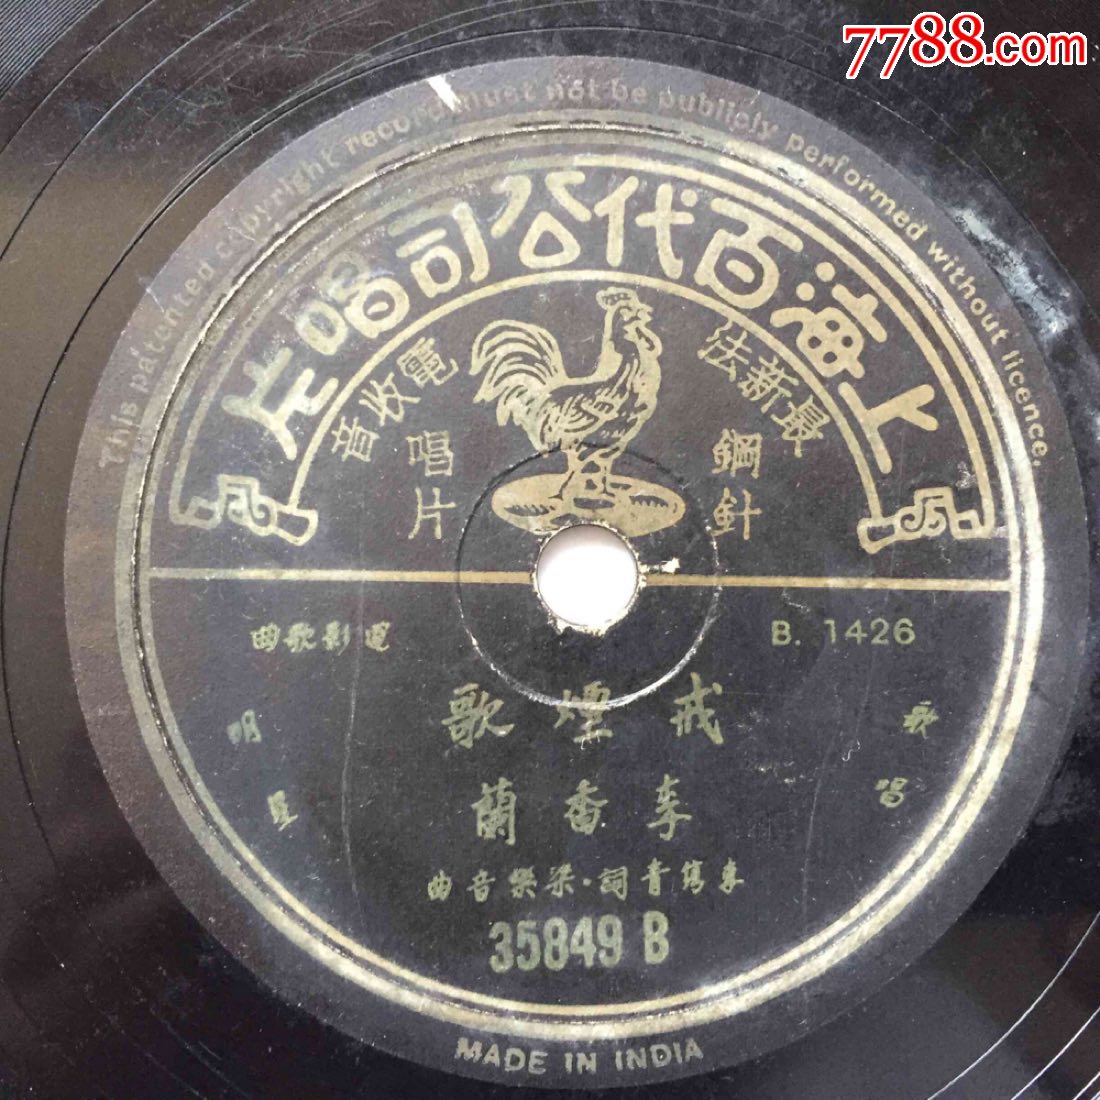 7788.com
This patented copyright record must not be publicly performed without licence.
上海百代公司唱片
最新法
鋼針
電收音
唱片
電影歌曲
B. 1426
戒煙歌
歌唱
明星
李香蘭
李雋青詞·梁樂音曲
35849 B
MADE IN INDIA